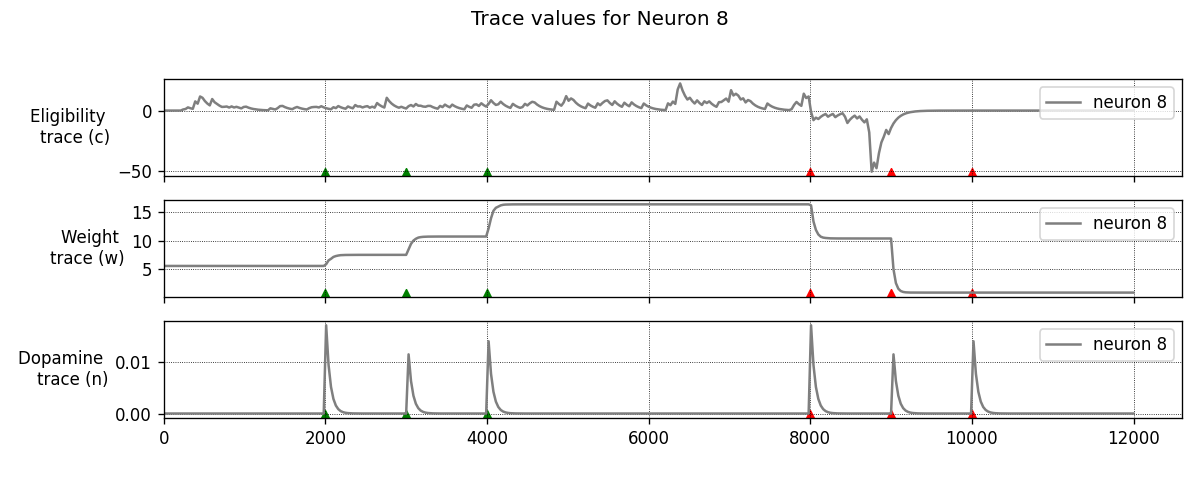 Trace values for Neuron 8
Eligibility
trace (c)
0
−50
neuron 8
Weight
trace (w)
15
10
5
neuron 8
Dopamine
trace (n)
0.01
0.00
neuron 8
0 2000 4000 6000 8000 10000 12000